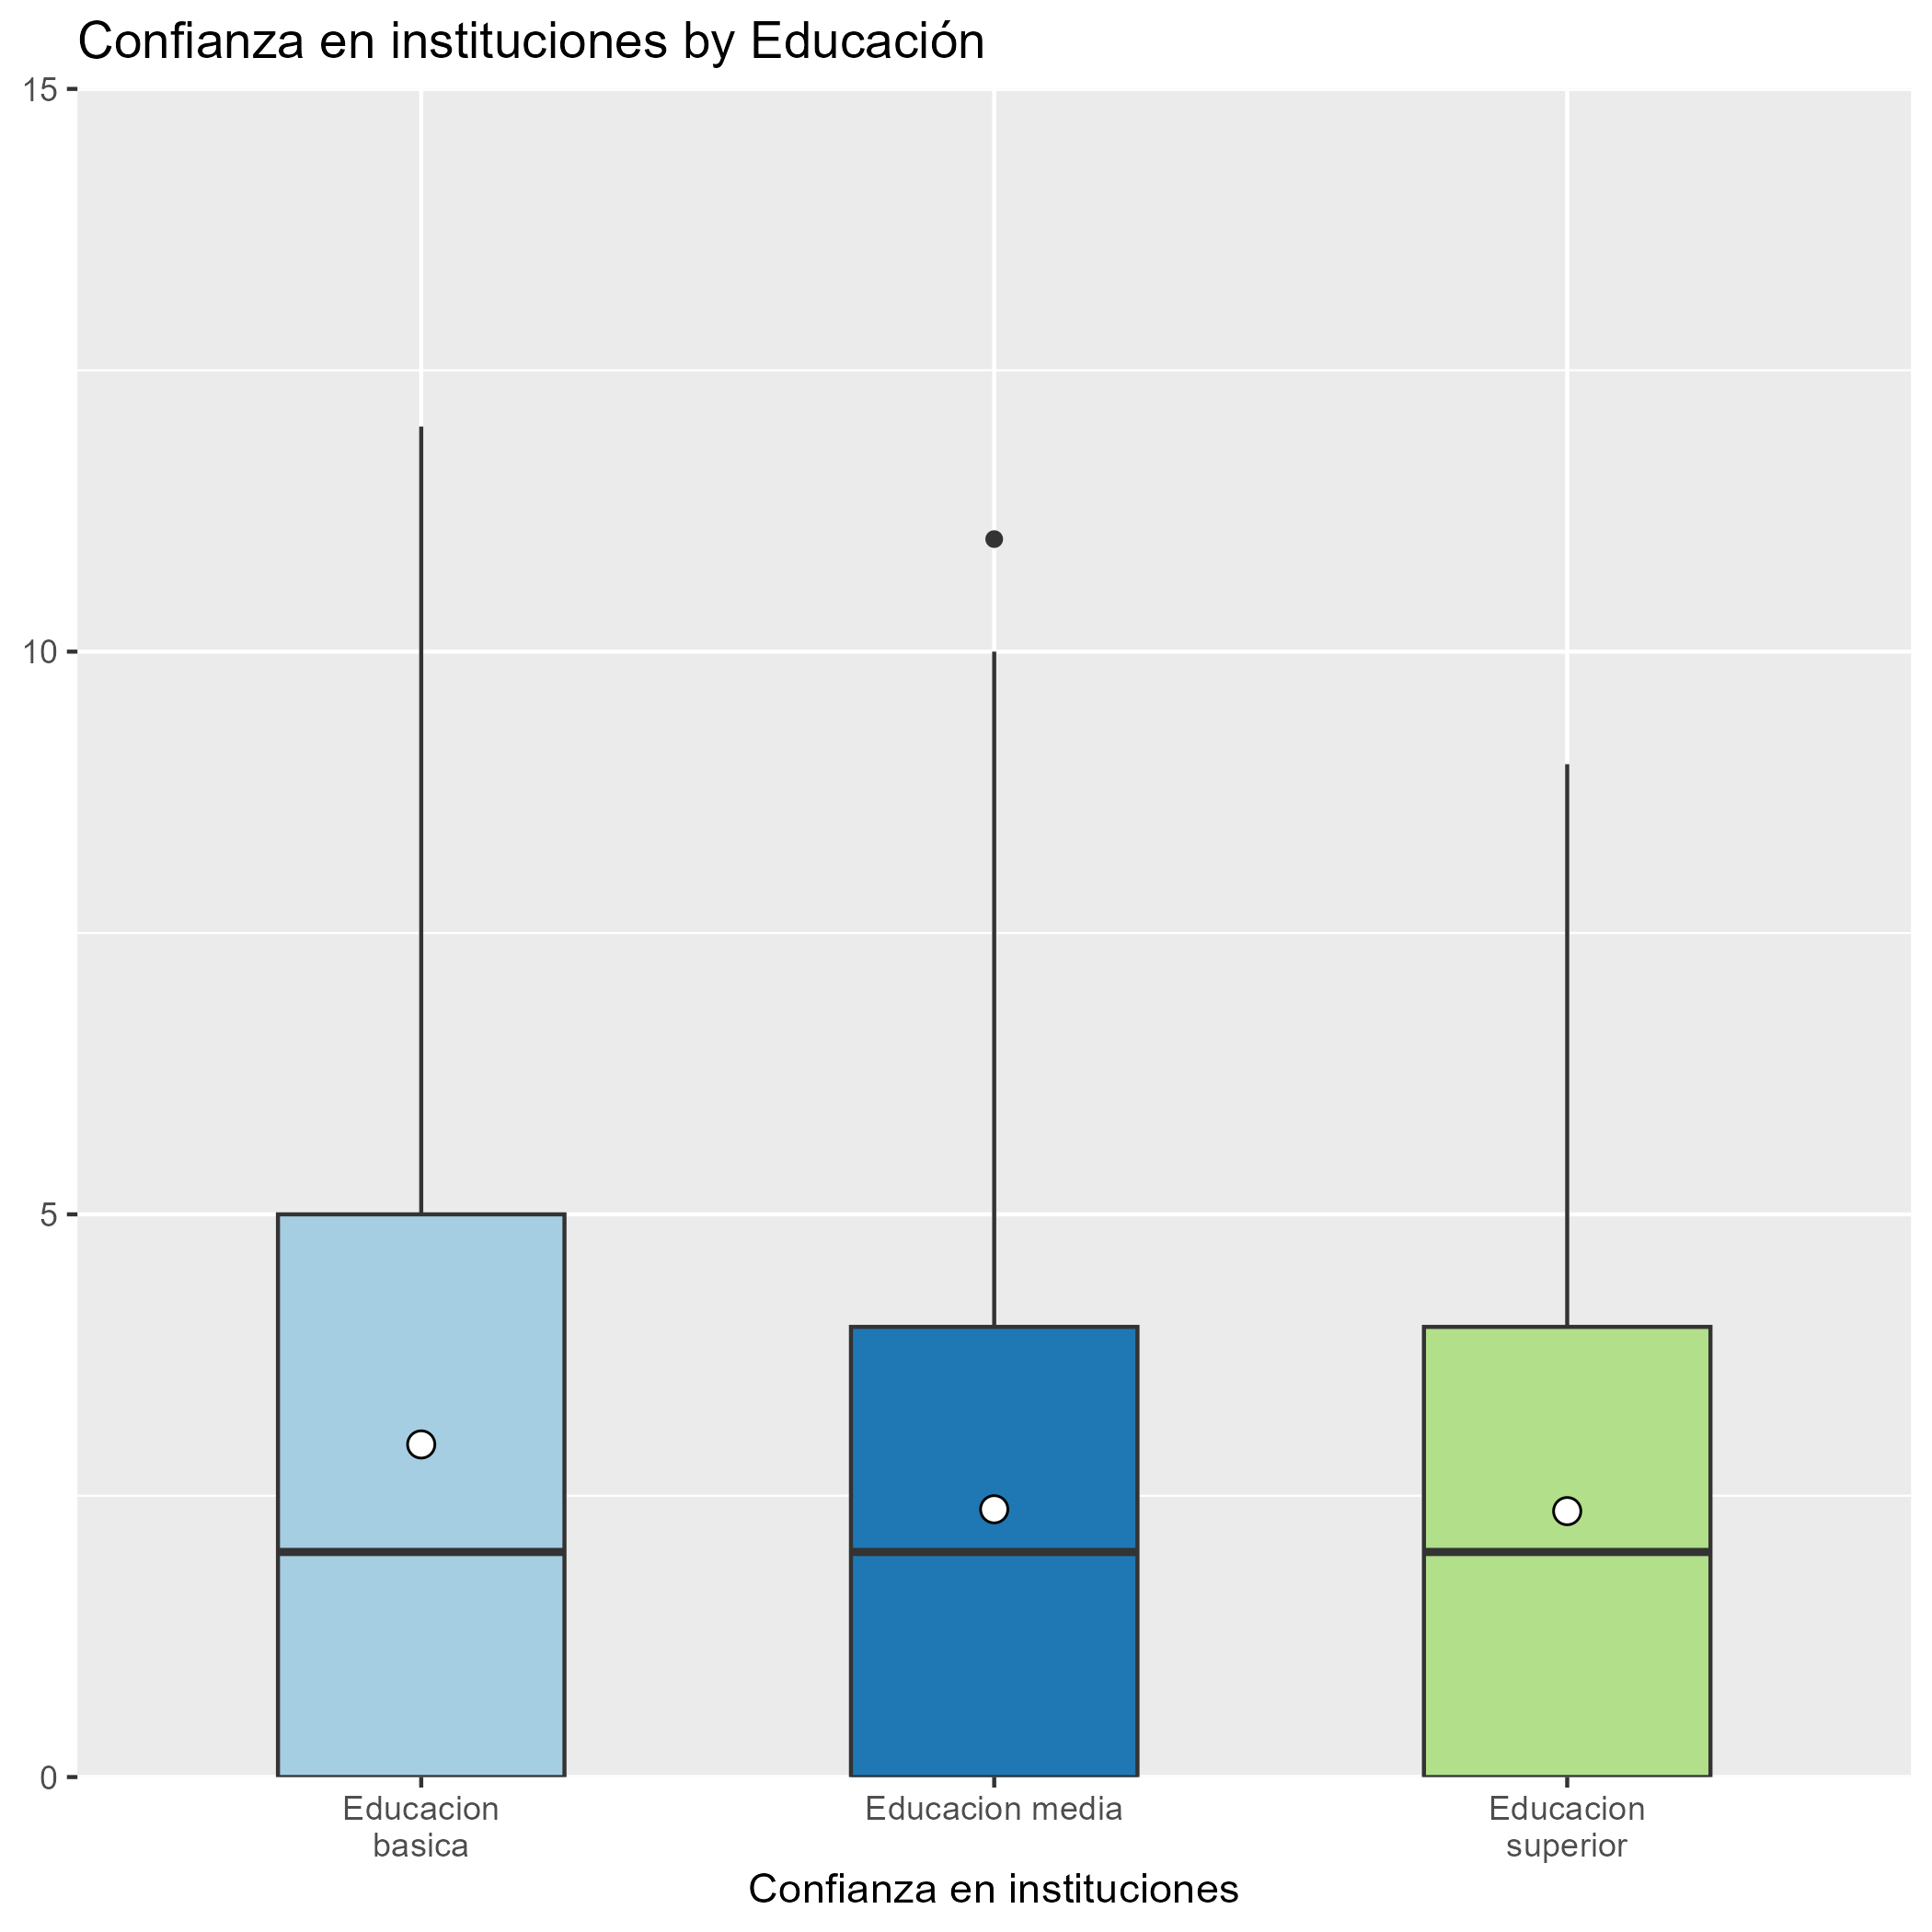 Confianza en instituciones by Educación
15
10
5
0
Educacion
basica
Educacion media
Educacion
superior
Confianza en instituciones